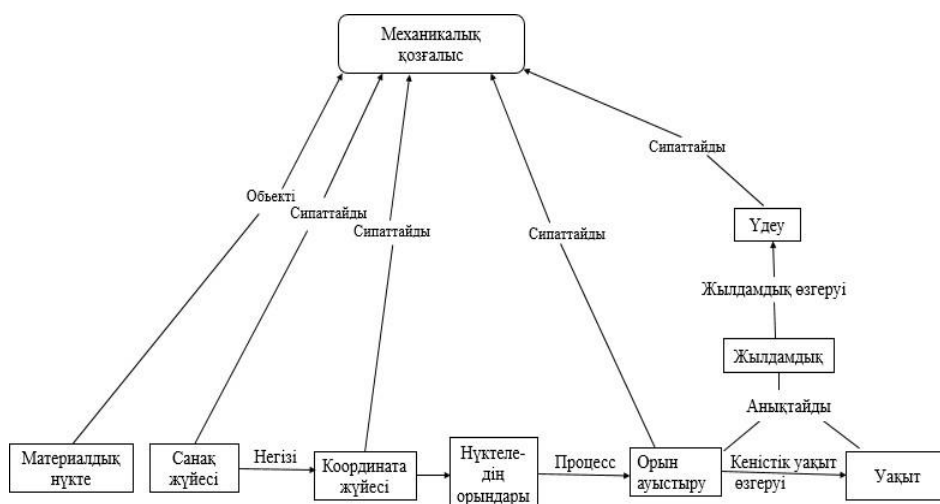 Механикалық
қозғалыс
Сипаттайды
Обьекті
Сипаттайды
Сипаттайды
Сипаттайды
Үдеу
Жылдамдық өзгеруі
Жылдамдық
Анықтайды
Материалдық
нүкте
Санақ
жүйесі
Негізі
Координата
жүйесі
Нүктеле-
дің
орындары
Процесс
Орын
ауыстыру
Кеністік уақыт
өзгеруі
Уақыт